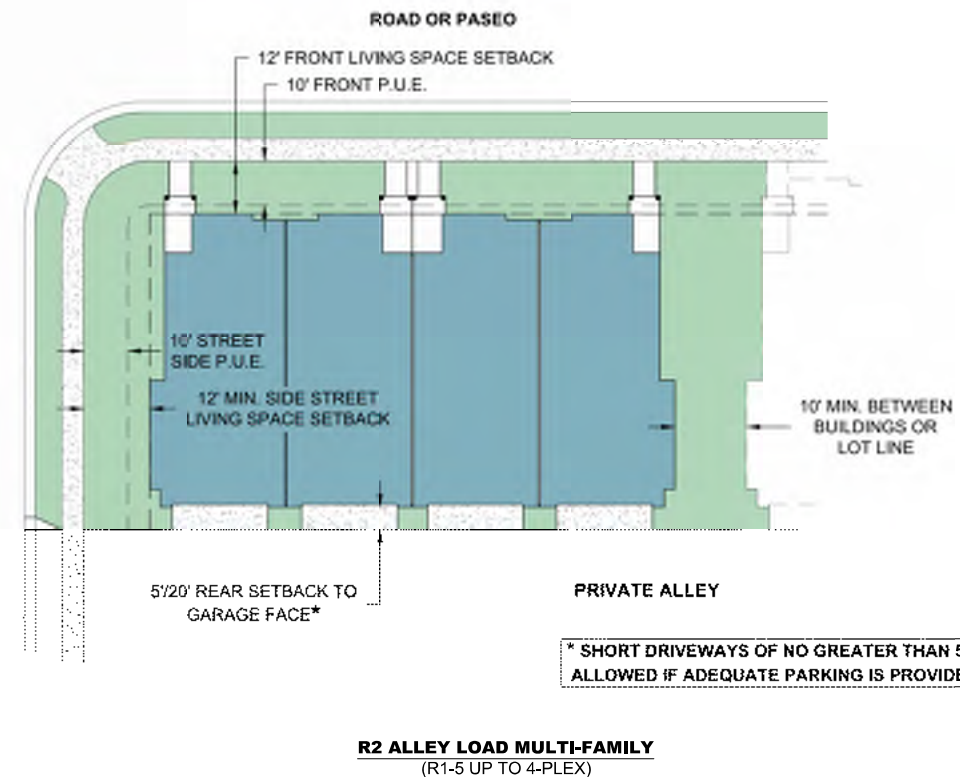 ROAD OR PASEO
12' FRONT LIVING SPACE SETBACK
10' FRONT P.U.E.
10' STREET
SIDE P.U.E.
12' MIN. SIDE STREET
LIVING SPACE SETBACK
10' MIN. BETWEEN
BUILDINGS OR
LOT LINE
5'/20' REAR SETBACK TO
GARAGE FACE*
PRIVATE ALLEY
* SHORT DRIVEWAYS OF NO GREATER THAN 5
ALLOWED IF ADEQUATE PARKING IS PROVIDE
R2 ALLEY LOAD MULTI-FAMILY
(R1-5 UP TO 4-PLEX)